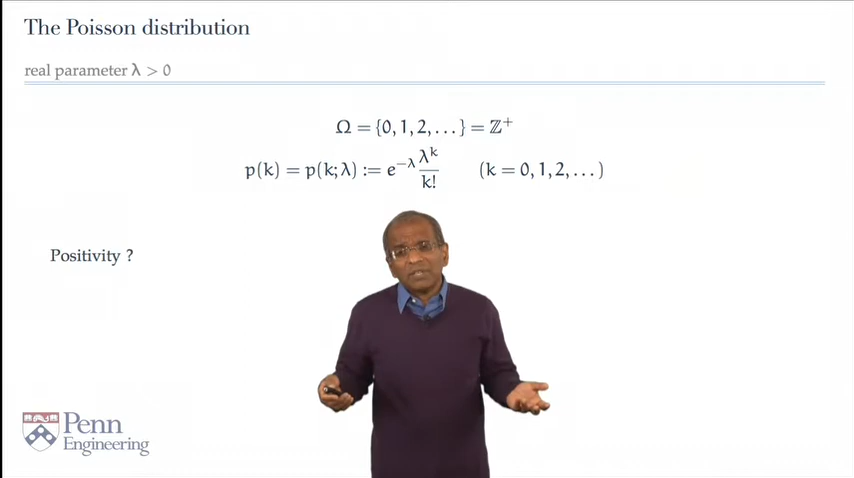 The Poisson distribution
real parameter λ > 0
Ω = {0, 1, 2, . . . } = ℤ⁺
p(k) = p(k; λ) := e^{−λ} λ^k / k!  (k = 0, 1, 2, . . . )
Positivity ?
Penn
Engineering